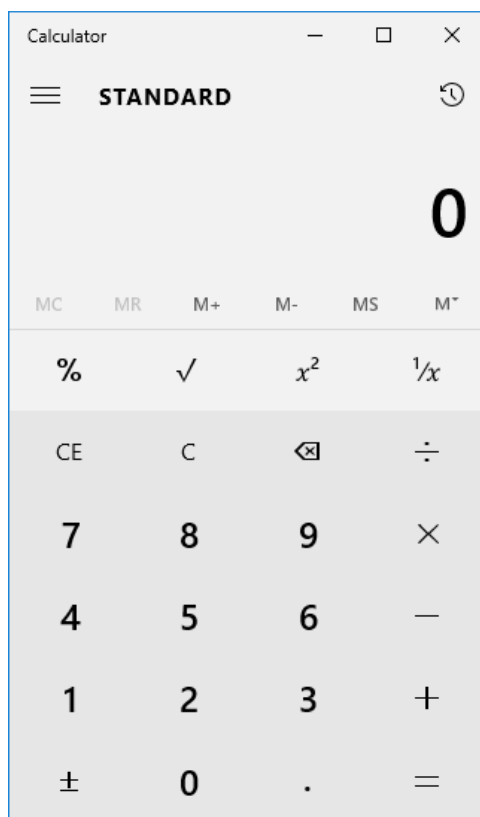 Calculator
STANDARD
0
MC MR M+ M- MS M˅
% √ x² ¹/x
CE C ÷
7 8 9 ×
4 5 6 −
1 2 3 +
± 0 . =